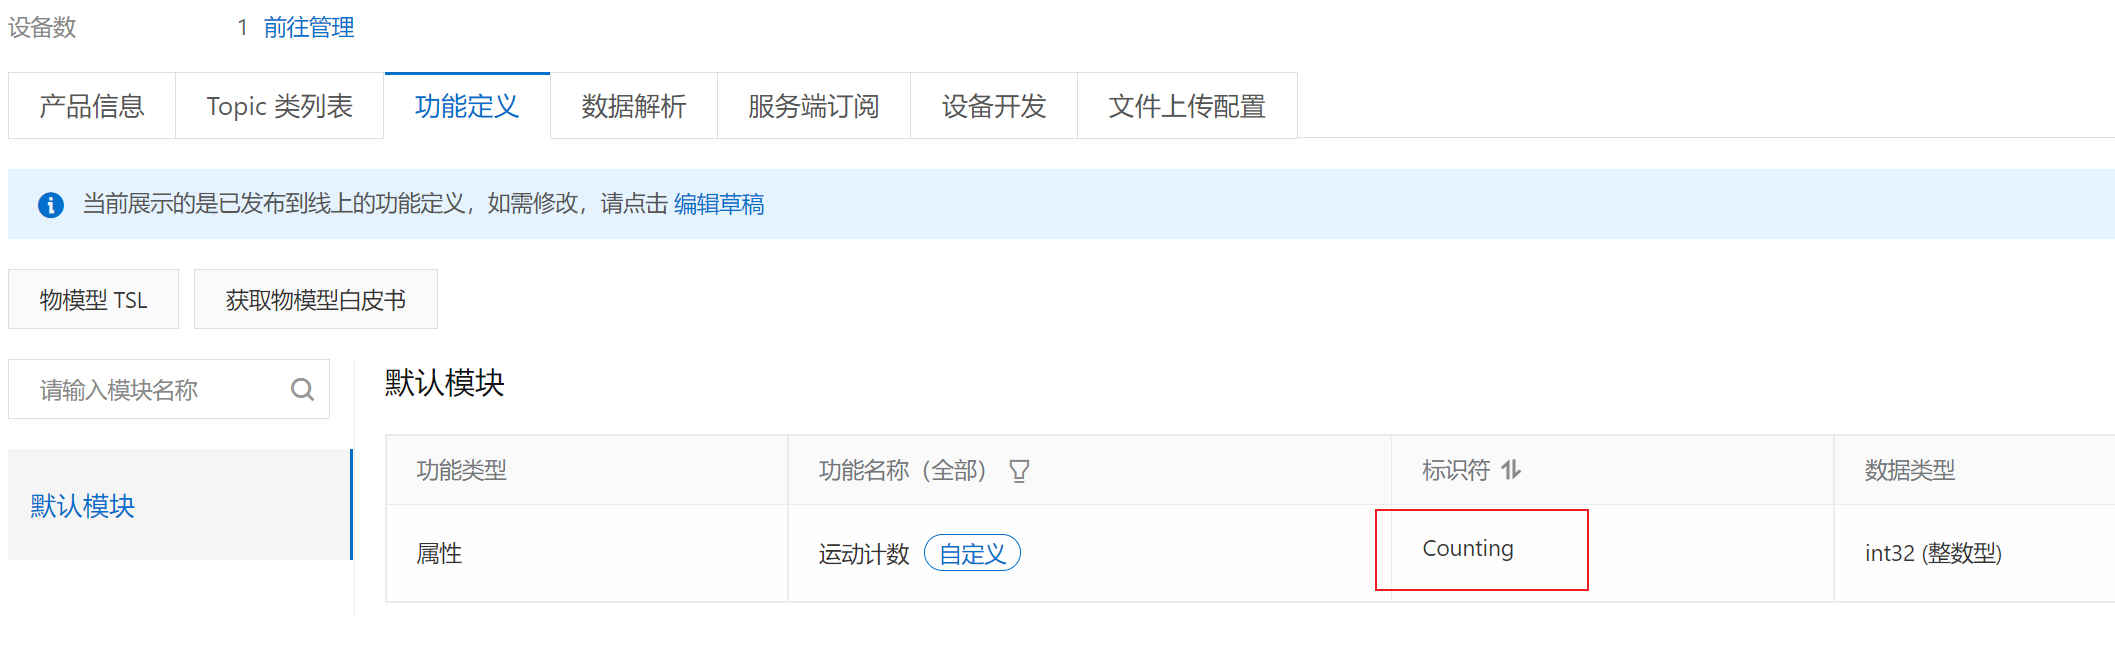 设备数 1 前往管理
产品信息 Topic 类列表 功能定义 数据解析 服务端订阅 设备开发 文件上传配置
当前展示的是已发布到线上的功能定义，如需修改，请点击 编辑草稿
物模型 TSL 获取物模型白皮书
请输入模块名称
默认模块
默认模块
功能类型 功能名称（全部） 标识符 数据类型
属性 运动计数 自定义 Counting int32 (整数型)